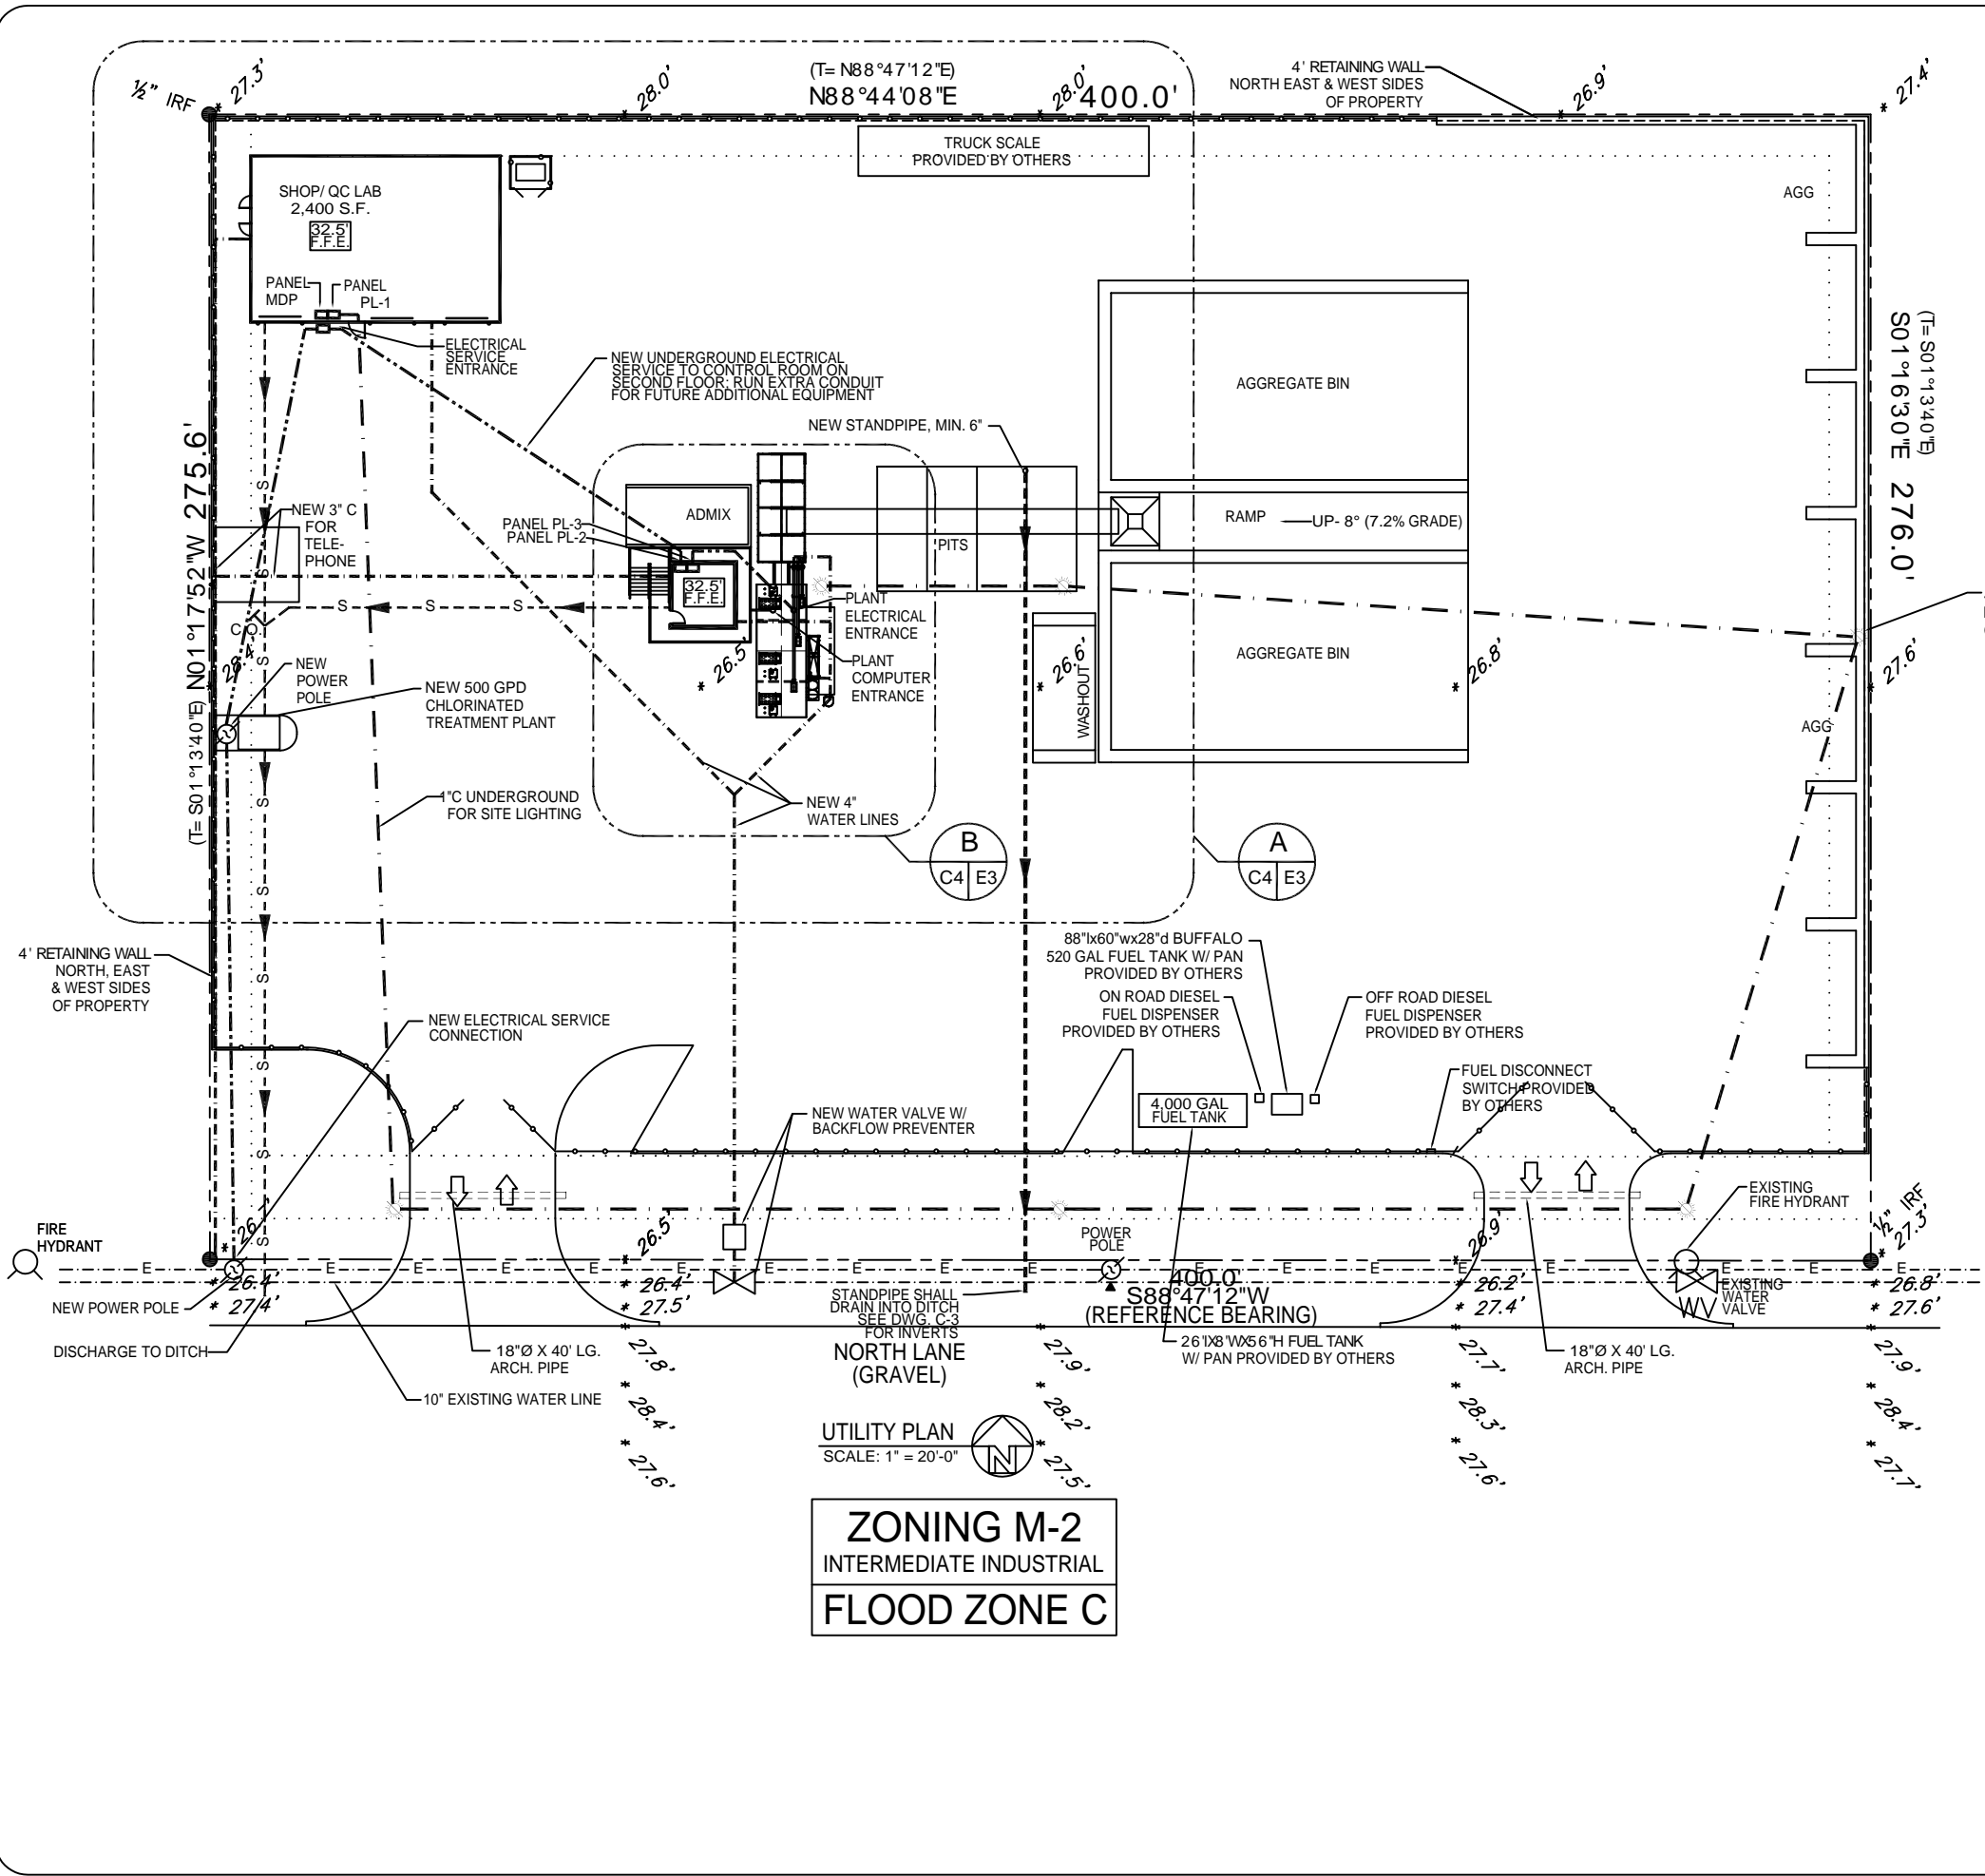 ½" IRF
27.3'
28.0'
(T= N88°47'12"E)
N88°44'08"E
28.0'
400.0'
4' RETAINING WALL
NORTH EAST & WEST SIDES
OF PROPERTY
26.9'
27.4'
TRUCK SCALE
PROVIDED BY OTHERS
SHOP/ QC LAB
2,400 S.F.
32.5'
F.F.E.
PANEL
MDP
PANEL
PL-1
ELECTRICAL
SERVICE
ENTRANCE
NEW UNDERGROUND ELECTRICAL
SERVICE TO CONTROL ROOM ON
SECOND FLOOR; RUN EXTRA CONDUIT
FOR FUTURE ADDITIONAL EQUIPMENT
NEW STANDPIPE, MIN. 6"
AGG
AGGREGATE BIN
(T= S01°13'40"E)
S01°16'30"E 276.0'
N01°17'52"W 275.6'
(T= S01°13'40"E)
NEW 3" C
FOR
TELE-
PHONE
PANEL PL-3
PANEL PL-2
ADMIX
PITS
RAMP
UP- 8° (7.2% GRADE)
32.5'
F.F.E.
S
S
S
S
S
C.O.
28.4'
PLANT
ELECTRICAL
ENTRANCE
PLANT
COMPUTER
ENTRANCE
26.5'
26.6'
WASHOUT
AGGREGATE BIN
26.8'
27.6'
AGG
NEW
POWER
POLE
NEW 500 GPD
CHLORINATED
TREATMENT PLANT
1"C UNDERGROUND
FOR SITE LIGHTING
NEW 4"
WATER LINES
B
C4 E3
A
C4 E3
S
S
S
S
S
S
4' RETAINING WALL
NORTH, EAST
& WEST SIDES
OF PROPERTY
NEW ELECTRICAL SERVICE
CONNECTION
88"lx60"wx28"d BUFFALO
520 GAL FUEL TANK W/ PAN
PROVIDED BY OTHERS
ON ROAD DIESEL
FUEL DISPENSER
PROVIDED BY OTHERS
OFF ROAD DIESEL
FUEL DISPENSER
PROVIDED BY OTHERS
FUEL DISCONNECT
SWITCH PROVIDED
BY OTHERS
4,000 GAL
FUEL TANK
NEW WATER VALVE W/
BACKFLOW PREVENTER
EXISTING
FIRE HYDRANT
½" IRF
27.3'
FIRE
HYDRANT
26.5'
POWER
POLE
26.9'
E E E E E E E E E E E E E E E E E E E
26.4'
27.4'
26.4'
27.5'
400.0'
S88°47'12"W
(REFERENCE BEARING)
26.2'
27.4'
EXISTING
WATER
VALVE
WV
26.8'
27.6'
NEW POWER POLE
DISCHARGE TO DITCH
18"Ø X 40' LG.
ARCH. PIPE
10" EXISTING WATER LINE
STANDPIPE SHALL
DRAIN INTO DITCH
SEE DWG. C-3
FOR INVERTS
NORTH LANE
(GRAVEL)
26'lX8'WX5'6"H FUEL TANK
W/ PAN PROVIDED BY OTHERS
18"Ø X 40' LG.
ARCH. PIPE
27.8'
27.9'
27.7'
27.9'
28.4'
28.2'
28.3'
28.4'
27.6'
27.5'
27.6'
27.7'
UTILITY PLAN
SCALE: 1" = 20'-0"
N
ZONING M-2
INTERMEDIATE INDUSTRIAL
FLOOD ZONE C